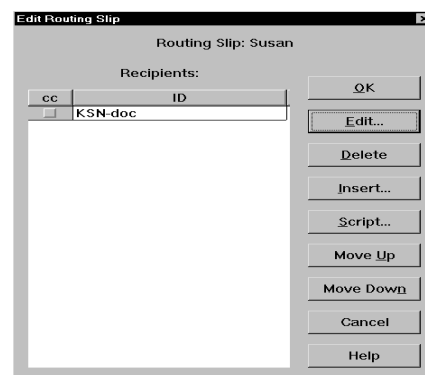 Edit Routing Slip
Routing Slip: Susan
Recipients:
cc ID
KSN-doc
OK
Edit...
Delete
Insert...
Script...
Move Up
Move Down
Cancel
Help